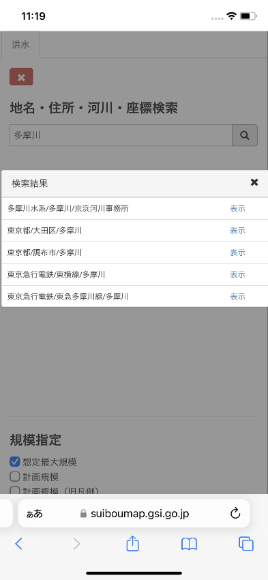 11:19
洪水
地名・住所・河川・座標検索
多摩川
検索結果
多摩川水系/多摩川/京浜河川事務所 表示
東京都/大田区/多摩川 表示
東京都/調布市/多摩川 表示
東京急行電鉄/東横線/多摩川 表示
東京急行電鉄/東急多摩川線/多摩川 表示
規模指定
想定最大規模
計画規模
計画規模（旧凡例）
ぁあ suiboumap.gsi.go.jp